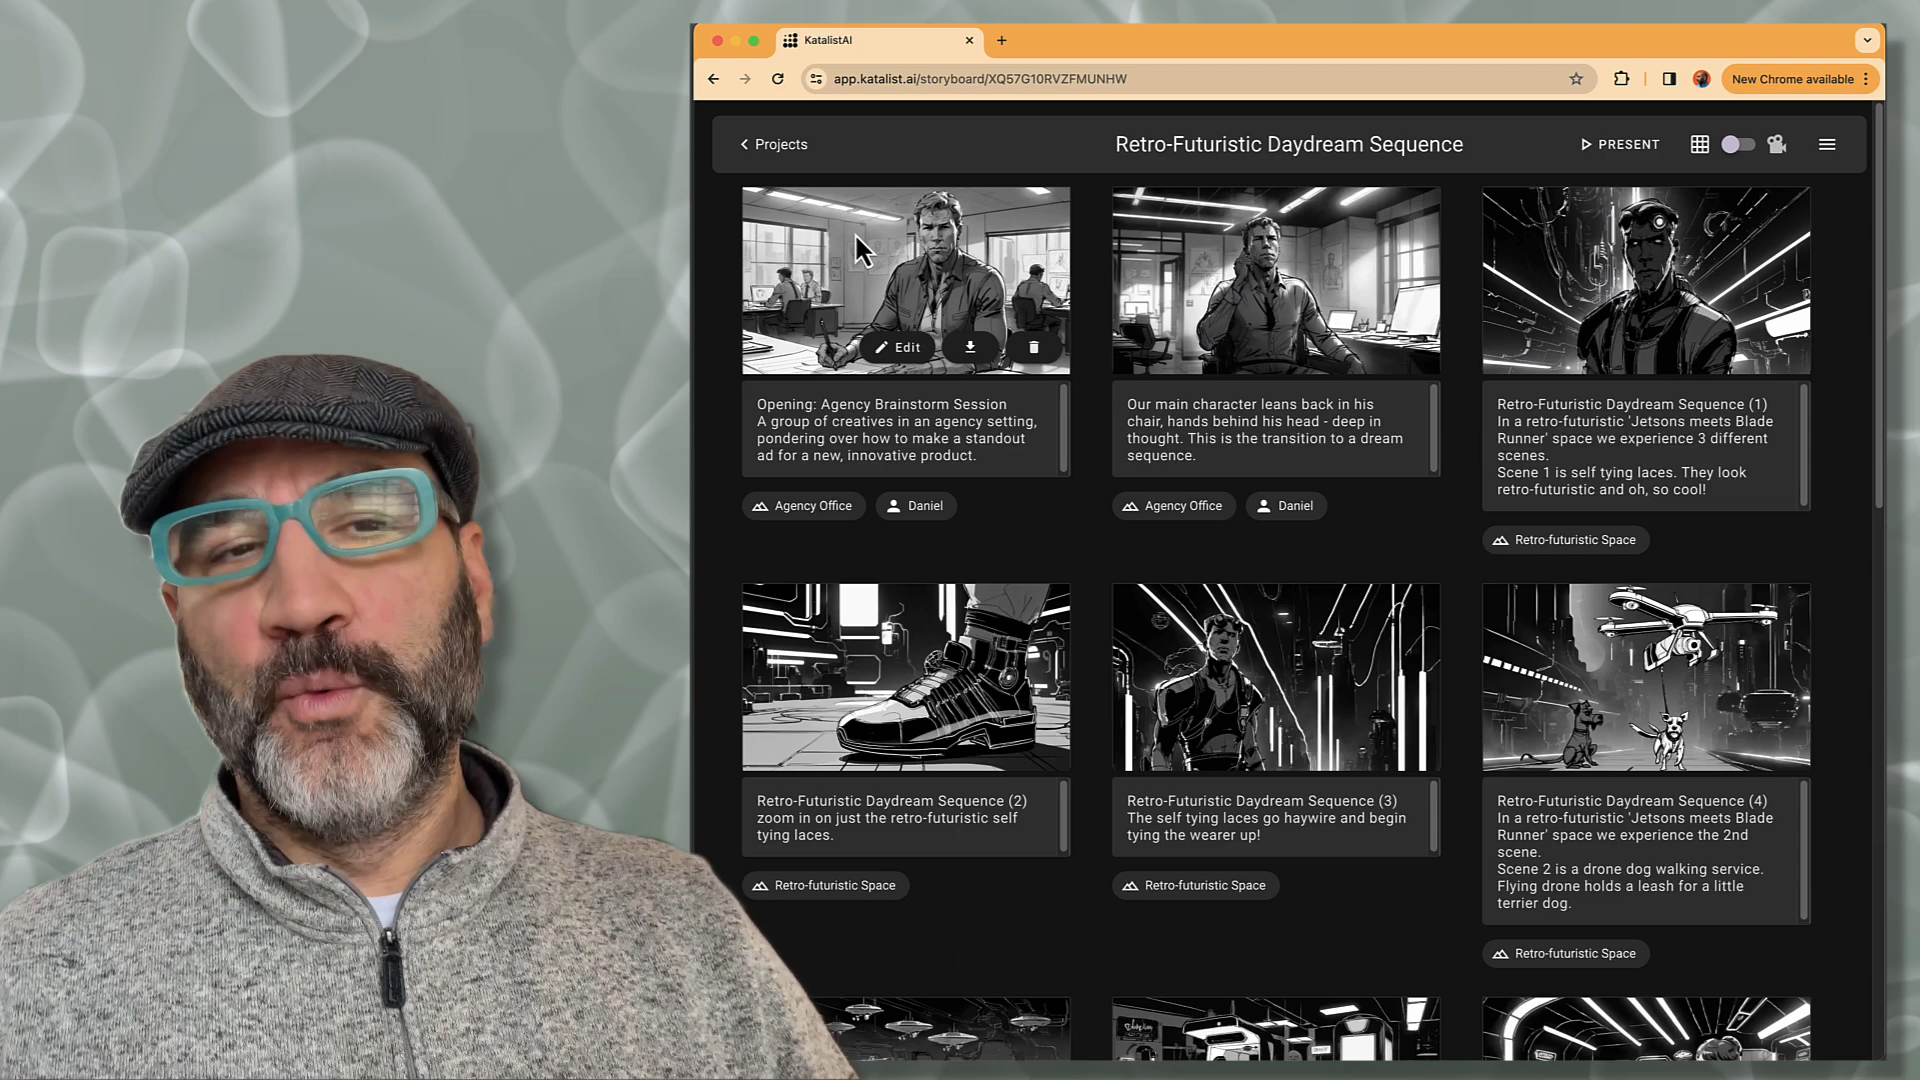 KatalistAI
app.katalist.ai/storyboard/XQ57G10RVZFMUNHW
New Chrome available
Projects
Retro-Futuristic Daydream Sequence
PRESENT
Edit
Opening: Agency Brainstorm Session
A group of creatives in an agency setting,
pondering over how to make a standout
ad for a new, innovative product.
Agency Office
Daniel
Our main character leans back in his
chair, hands behind his head - deep in
thought. This is the transition to a dream
sequence.
Agency Office
Daniel
Retro-Futuristic Daydream Sequence (1)
In a retro-futuristic 'Jetsons meets Blade
Runner' space we experience 3 different
scenes.
Scene 1 is self tying laces. They look
retro-futuristic and oh, so cool!
Retro-futuristic Space
Retro-Futuristic Daydream Sequence (2)
zoom in on just the retro-futuristic self
tying laces.
Retro-futuristic Space
Retro-Futuristic Daydream Sequence (3)
The self tying laces go haywire and begin
tying the wearer up!
Retro-futuristic Space
Retro-Futuristic Daydream Sequence (4)
In a retro-futuristic 'Jetsons meets Blade
Runner' space we experience the 2nd
scene.
Scene 2 is a drone dog walking service.
Flying drone holds a leash for a little
terrier dog.
Retro-futuristic Space